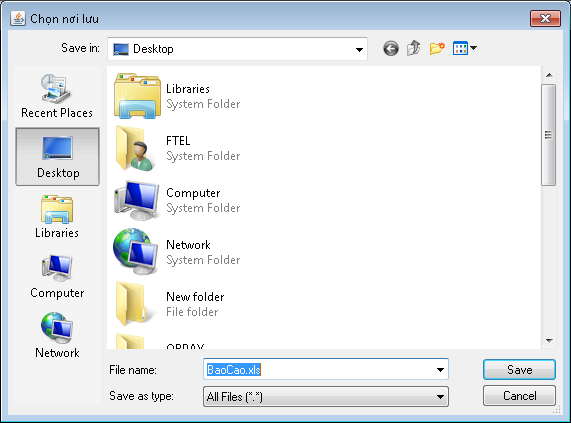 Chọn nơi lưu
Save in:
Desktop
Recent Places
Desktop
Libraries
Computer
Network
Libraries
System Folder
FTEL
System Folder
Computer
System Folder
Network
System Folder
New folder
File folder
File name:
BaoCao.xls
Save
Save as type:
All Files (*.*)
Cancel